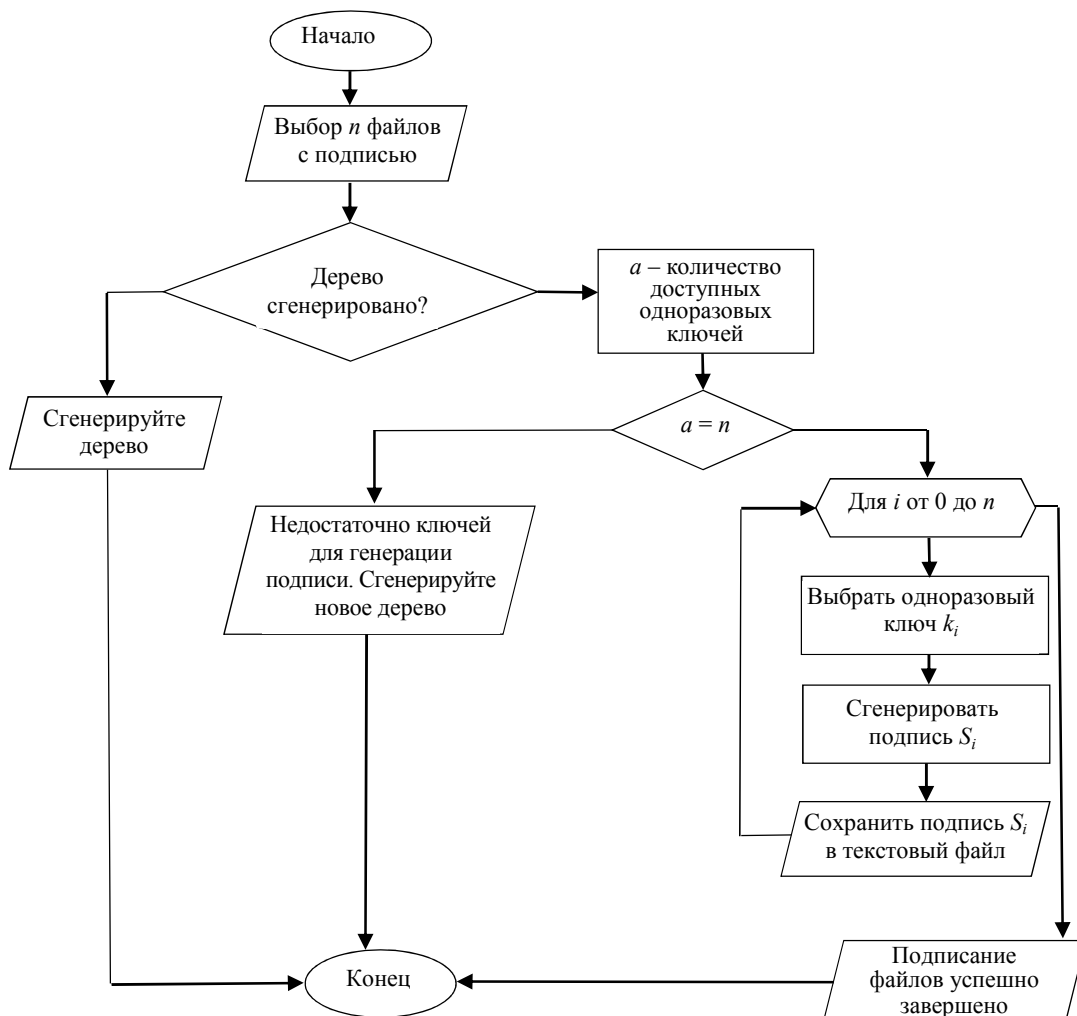 Начало
Выбор n файлов
с подписью
Дерево
сгенерировано?
a – количество
доступных
одноразовых
ключей
Сгенерируйте
дерево
a = n
Недостаточно ключей
для генерации
подписи. Сгенерируйте
новое дерево
Для i от 0 до n
Выбрать одноразовый
ключ kᵢ
Сгенерировать
подпись Sᵢ
Сохранить подпись Sᵢ
в текстовый файл
Подписание
файлов успешно
завершено
Конец